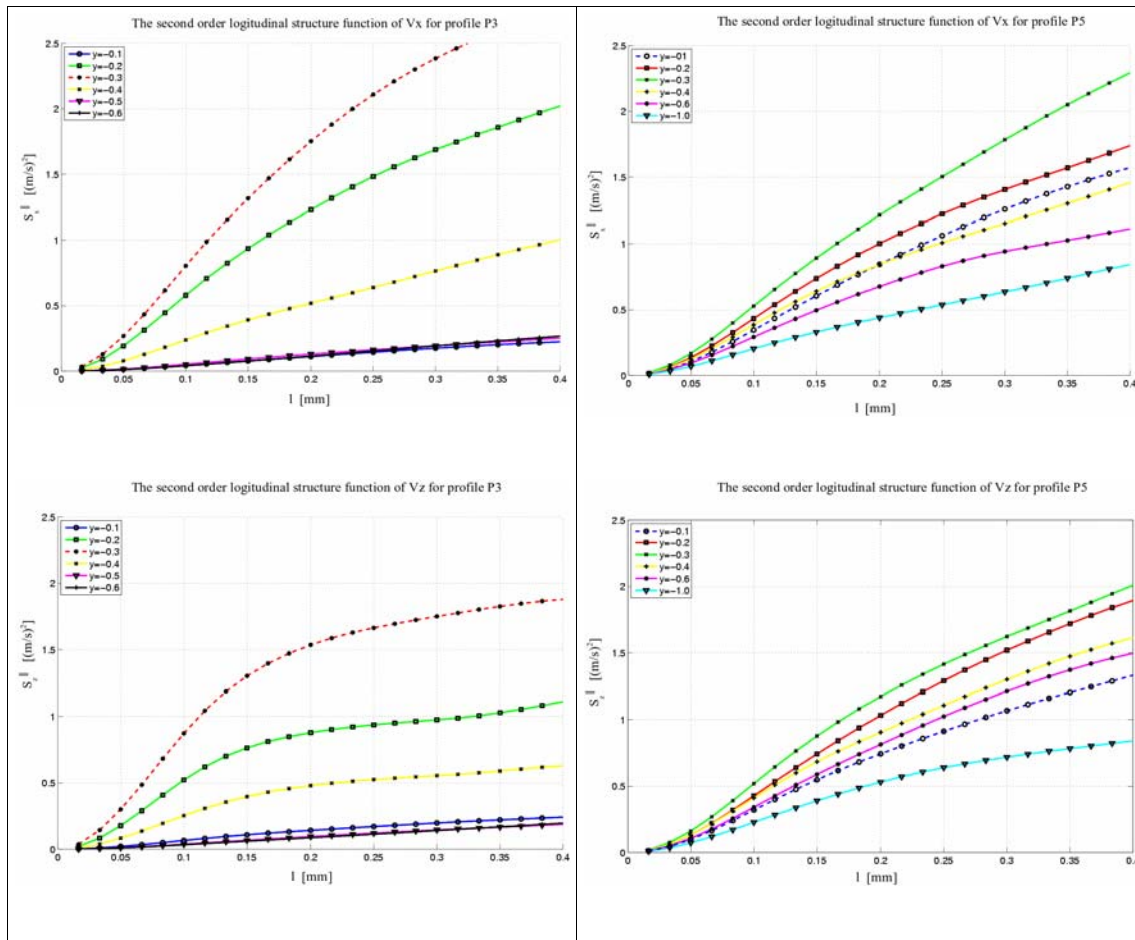 The second order logitudinal structure function of Vx for profile P3
2.5
2
1.5
1
0.5
0
y=-0.1
y=-0.2
y=-0.3
y=-0.4
y=-0.5
y=-0.6
Sx‖ [(m/s)²]
0 0.05 0.1 0.15 0.2 0.25 0.3 0.35 0.4
l [mm]
The second order logitudinal structure function of Vx for profile P5
2.5
2
1.5
1
0.5
0
y=-01
y=-0.2
y=-0.3
y=-0.4
y=-0.6
y=-1.0
Sx‖ [(m/s)²]
0 0.05 0.1 0.15 0.2 0.25 0.3 0.35 0.4
l [mm]
The second order logitudinal structure function of Vz for profile P3
2.5
2
1.5
1
0.5
0
y=-0.1
y=-0.2
y=-0.3
y=-0.4
y=-0.5
y=-0.6
Sz‖ [(m/s)²]
0 0.05 0.1 0.15 0.2 0.25 0.3 0.35 0.4
l [mm]
The second order logitudinal structure function of Vz for profile P5
2.5
2
1.5
1
0.5
0
y=-0.1
y=-0.2
y=-0.3
y=-0.4
y=-0.6
y=-1.0
Sz‖ [(m/s)²]
0 0.05 0.1 0.15 0.2 0.25 0.3 0.35 0.4
l [mm]